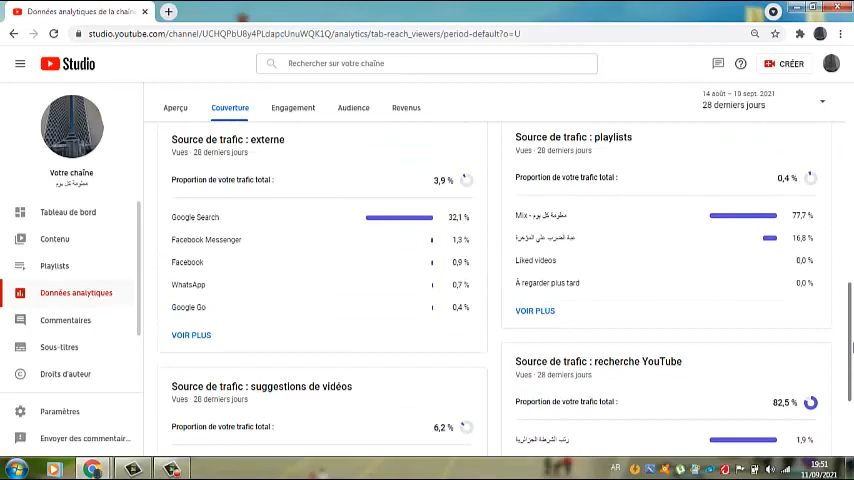 Données analytiques de la chaîn
studio.youtube.com/channel/UCHQPbU8y4PLdapcUnuWQK1Q/analytics/tab-reach_viewers/period-default?o=U
Studio
Rechercher sur votre chaîne
CRÉER
Aperçu
Couverture
Engagement
Audience
Revenus
14 août – 10 sept. 2021
28 derniers jours
Votre chaîne
معلومة كل يوم
Tableau de bord
Contenu
Playlists
Données analytiques
Commentaires
Sous-titres
Droits d'auteur
Paramètres
Envoyer des commentair...
Source de trafic : externe
Vues · 28 derniers jours
Proportion de votre trafic total :
3,9 %
Google Search
32,1 %
Facebook Messenger
1,3 %
Facebook
0,9 %
WhatsApp
0,7 %
Google Go
0,4 %
VOIR PLUS
Source de trafic : suggestions de vidéos
Vues · 28 derniers jours
Proportion de votre trafic total :
6,2 %
Source de trafic : playlists
Vues · 28 derniers jours
Proportion de votre trafic total :
0,4 %
Mix - معلومة كل يوم
77,7 %
16,8 %
Liked videos
0,0 %
À regarder plus tard
0,0 %
VOIR PLUS
Source de trafic : recherche YouTube
Vues · 28 derniers jours
Proportion de votre trafic total :
82,5 %
رتب الشرطة الجزائرية
1,9 %
AR
19:51
11/09/2021